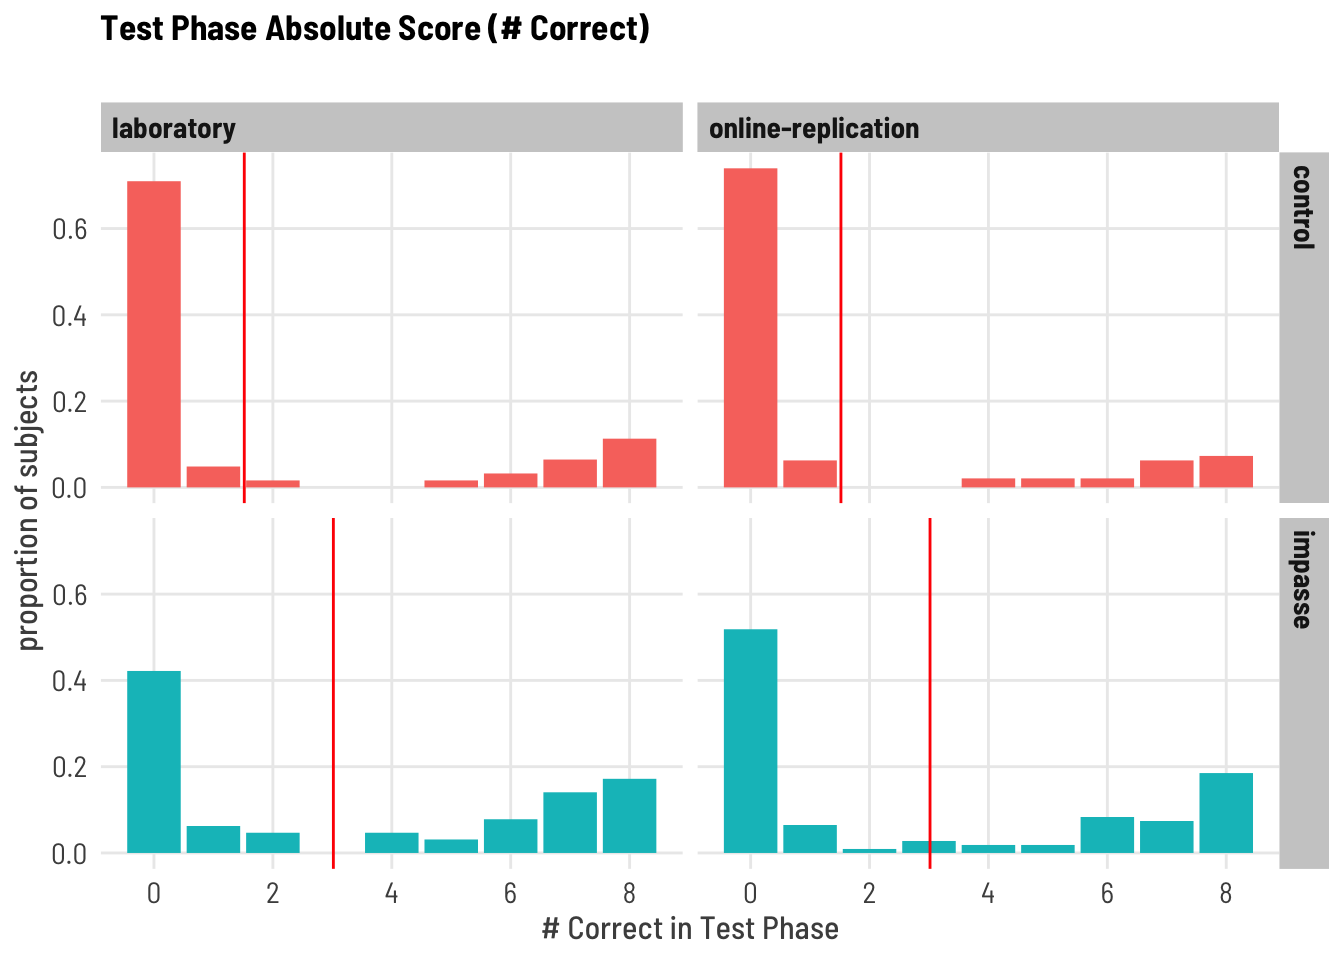 Test Phase Absolute Score (# Correct)
laboratory
online-replication
control
impasse
proportion of subjects
0.6
0.4
0.2
0.0
0.6
0.4
0.2
0.0
0 2 4 6 8
0 2 4 6 8
# Correct in Test Phase